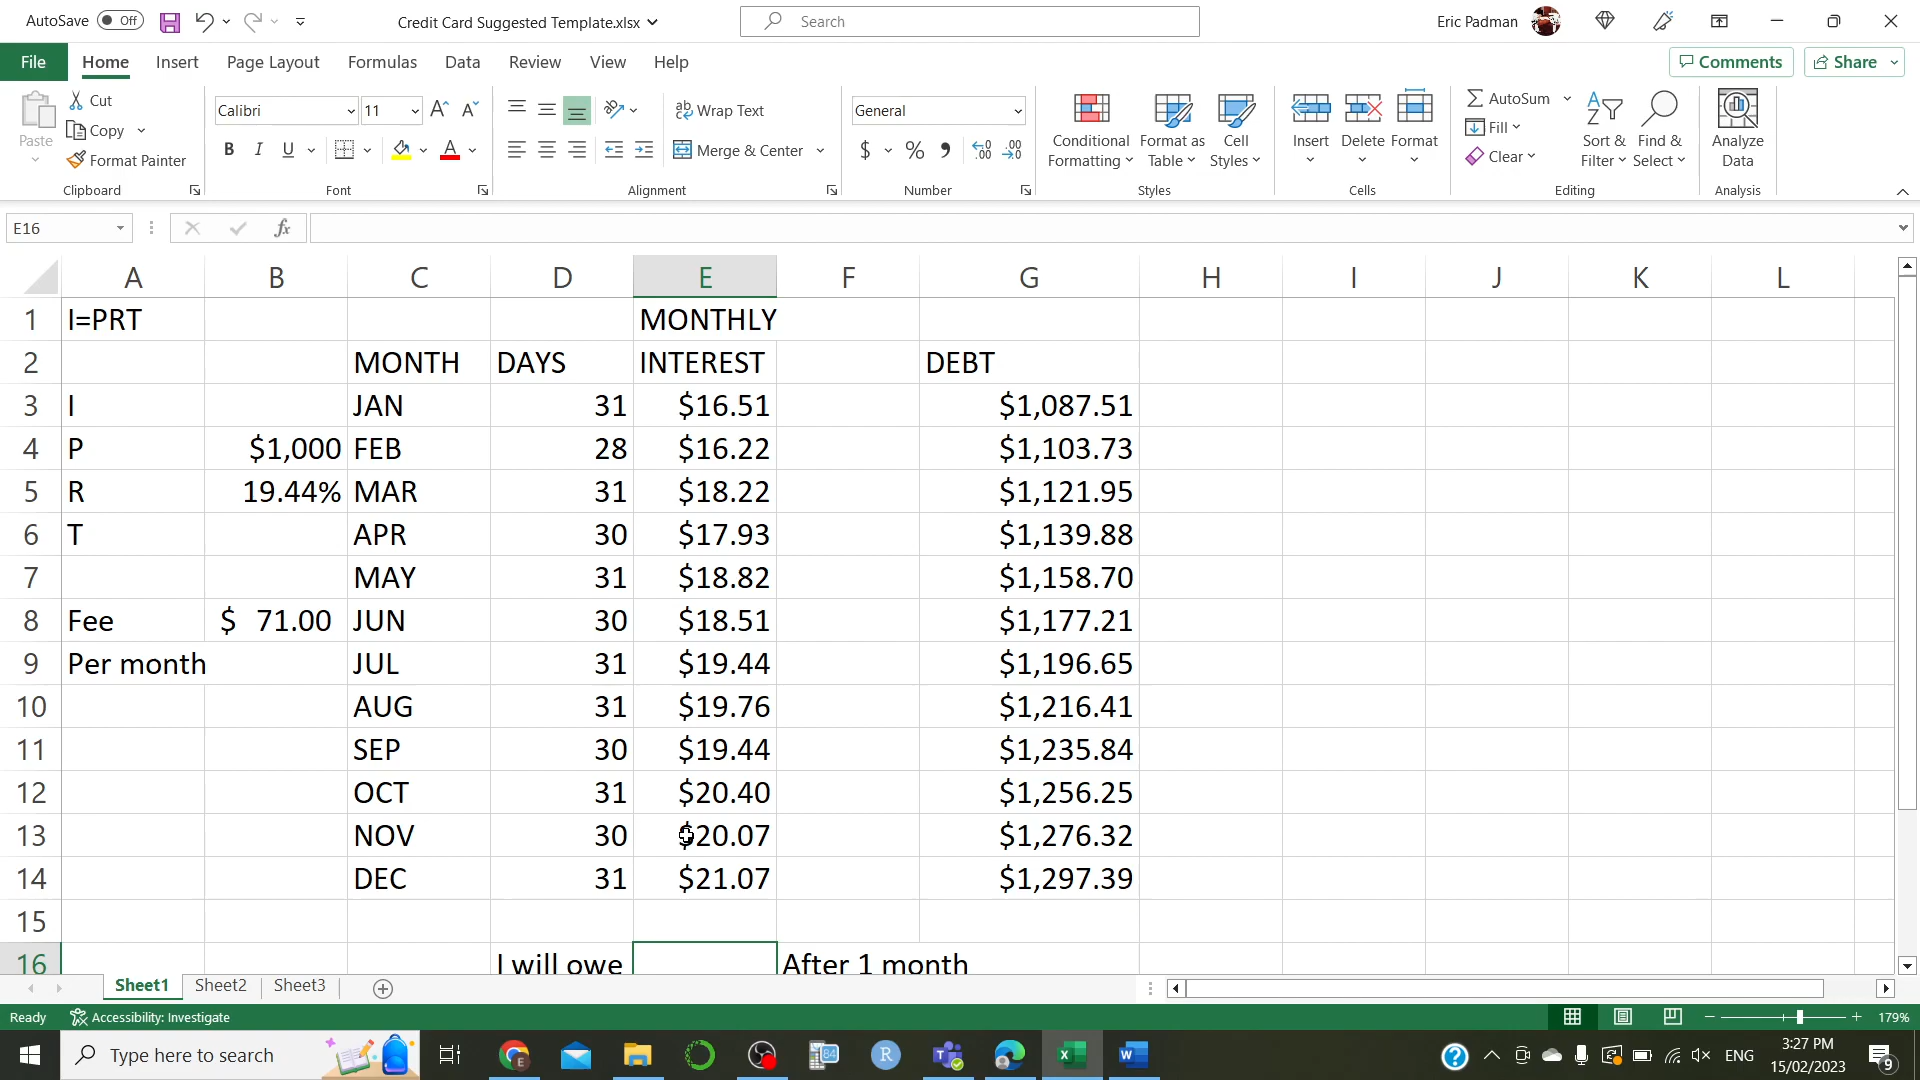 AutoSave Off Credit Card Suggested Template.xlsx Search Eric Padman
File Home Insert Page Layout Formulas Data Review View Help Comments Share
Paste Cut Copy Format Painter Clipboard
Calibri 11 A A B I U A Font
ab Wrap Text Merge & Center Alignment
General $ % , .00 .00 Number
Conditional Formatting Format as Table Cell Styles Styles
Insert Delete Format Cells
AutoSum Fill Clear Sort & Filter Find & Select Editing
Analyze Data Analysis
E16 fx
A B C D E F G H I J K L
1 I=PRT MONTHLY
2 MONTH DAYS INTEREST DEBT
3 I JAN 31 $16.51 $1,087.51
4 P $1,000 FEB 28 $16.22 $1,103.73
5 R 19.44% MAR 31 $18.22 $1,121.95
6 T APR 30 $17.93 $1,139.88
7 MAY 31 $18.82 $1,158.70
8 Fee $ 71.00 JUN 30 $18.51 $1,177.21
9 Per month JUL 31 $19.44 $1,196.65
10 AUG 31 $19.76 $1,216.41
11 SEP 30 $19.44 $1,235.84
12 OCT 31 $20.40 $1,256.25
13 NOV 30 $20.07 $1,276.32
14 DEC 31 $21.07 $1,297.39
15
16 I will owe After 1 month
Sheet1 Sheet2 Sheet3
Ready Accessibility: Investigate 179%
Type here to search ENG 3:27 PM
15/02/2023 9